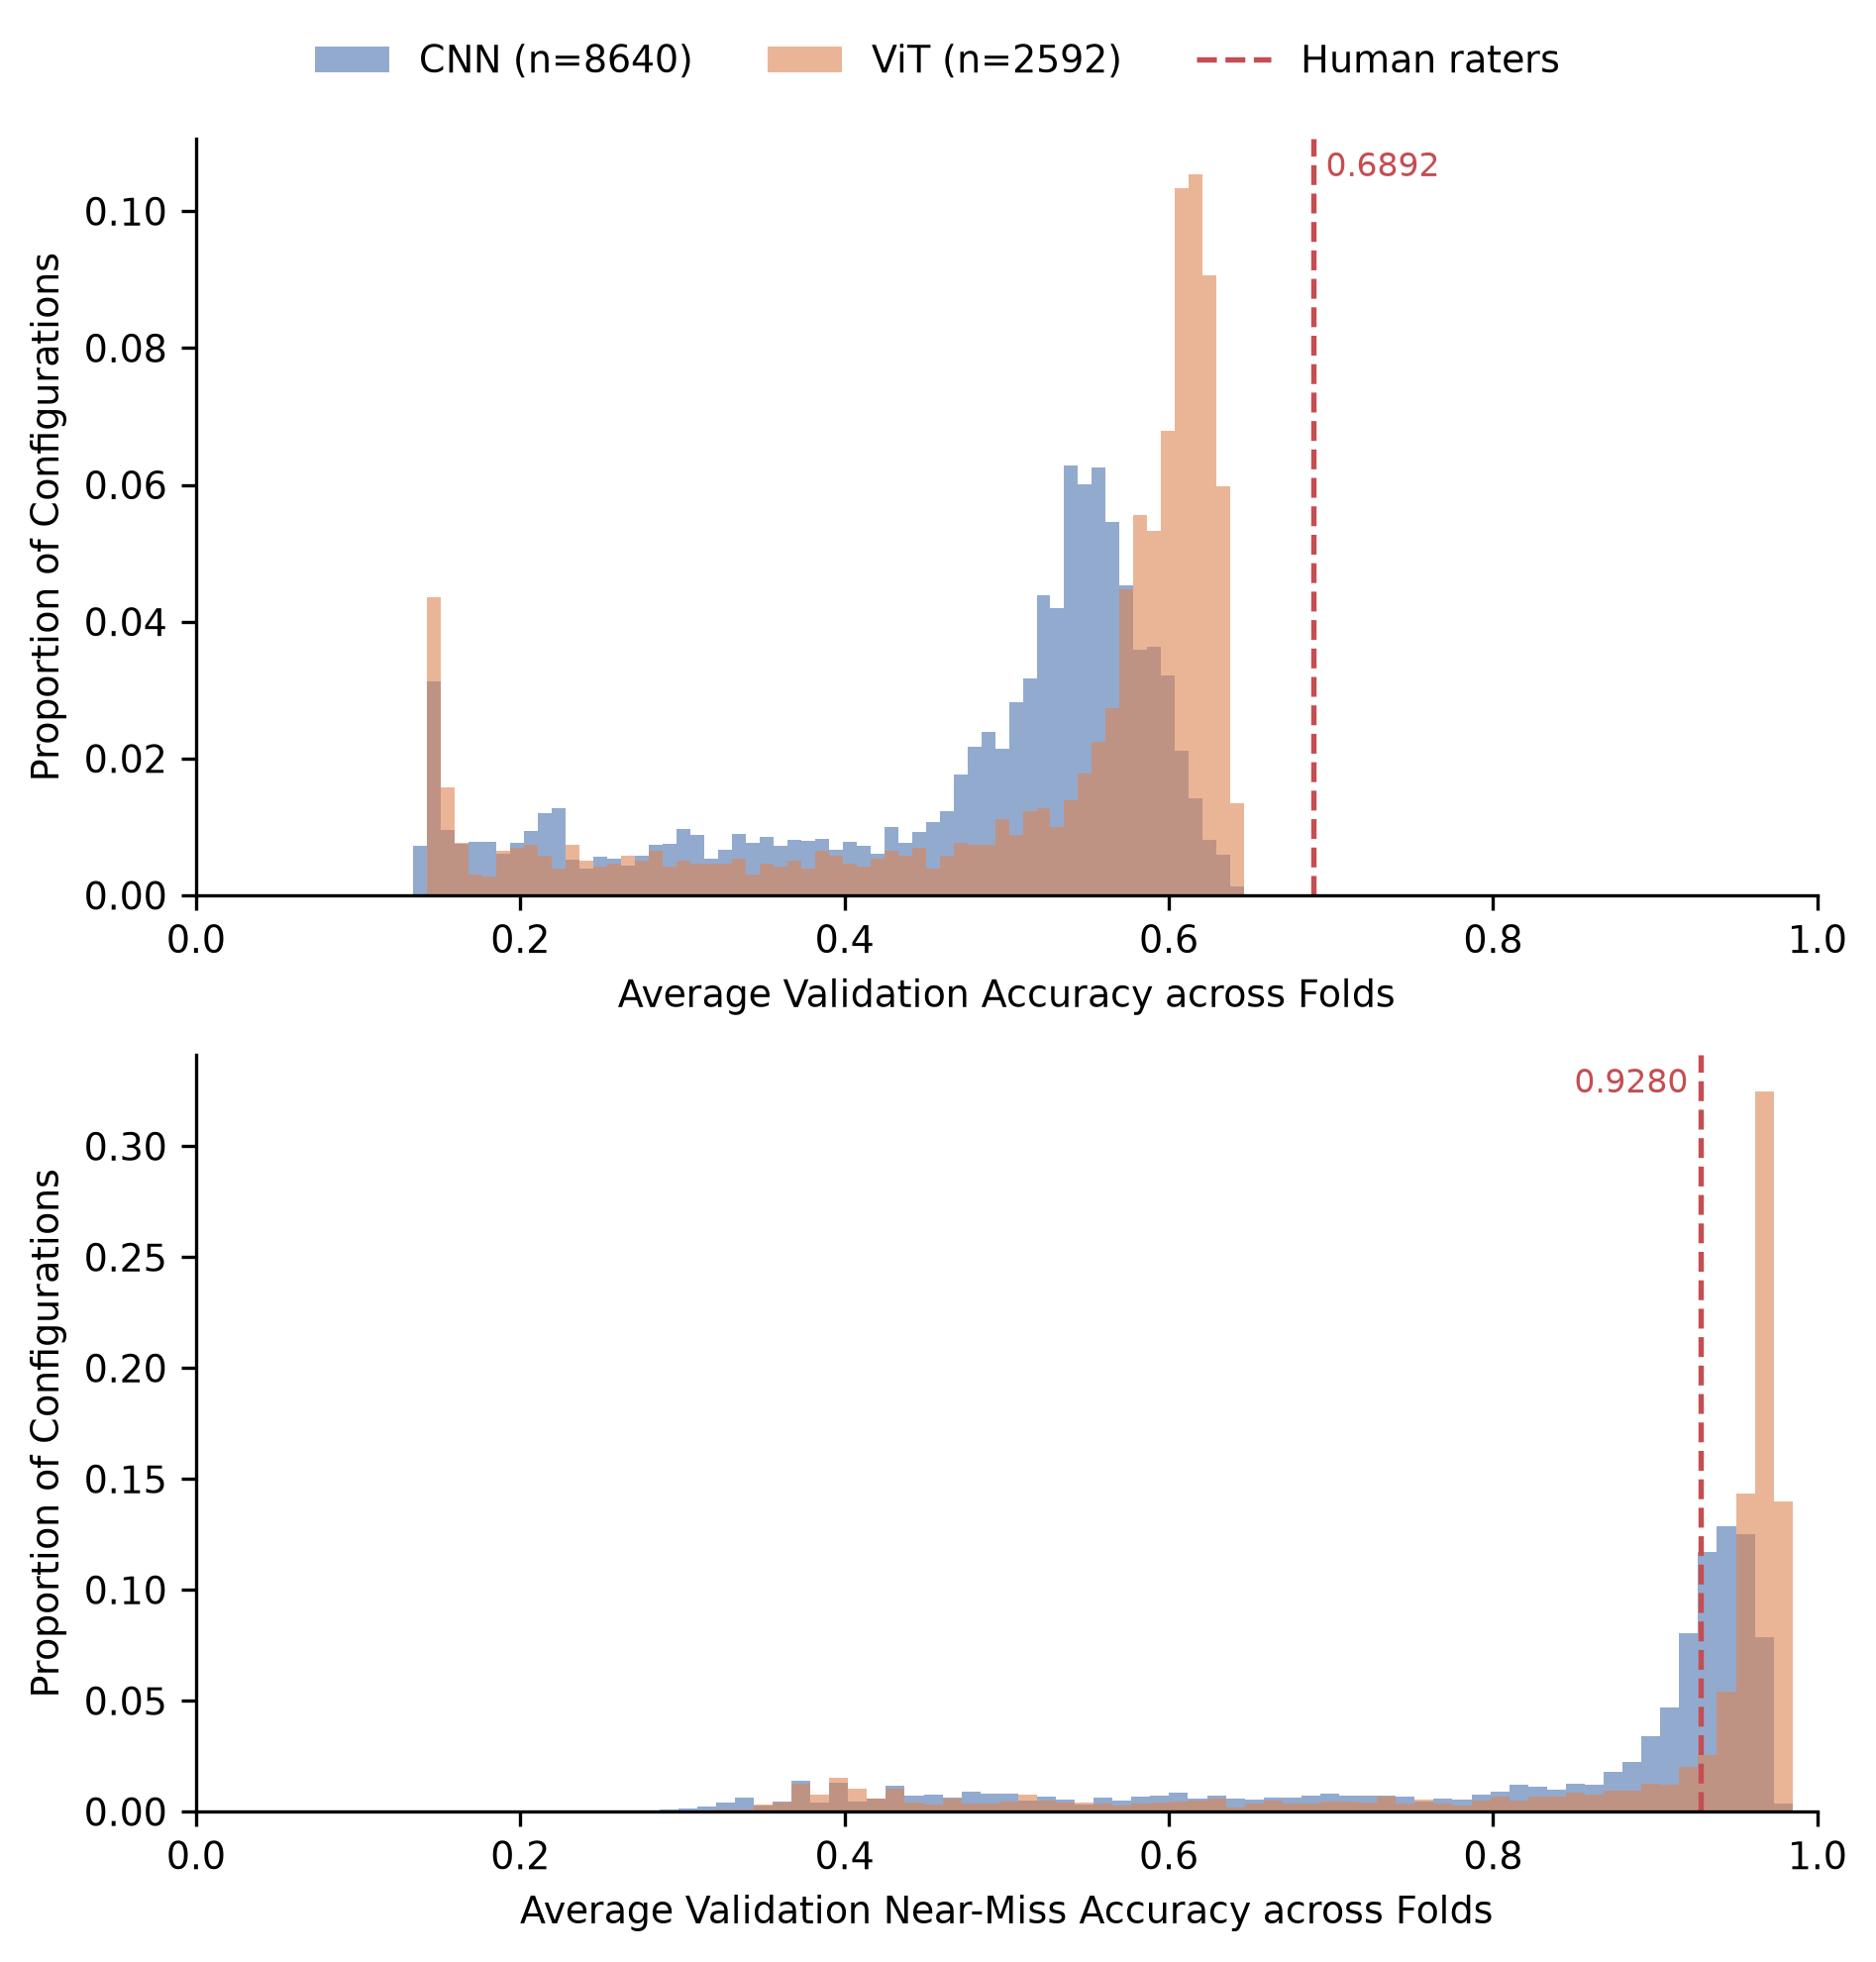 CNN (n=8640) ViT (n=2592) Human raters
0.6892
0.10
0.08
0.06
0.04
0.02
0.00
Proportion of Configurations
0.0 0.2 0.4 0.6 0.8 1.0
Average Validation Accuracy across Folds
0.9280
0.30
0.25
0.20
0.15
0.10
0.05
0.00
Proportion of Configurations
0.0 0.2 0.4 0.6 0.8 1.0
Average Validation Near-Miss Accuracy across Folds